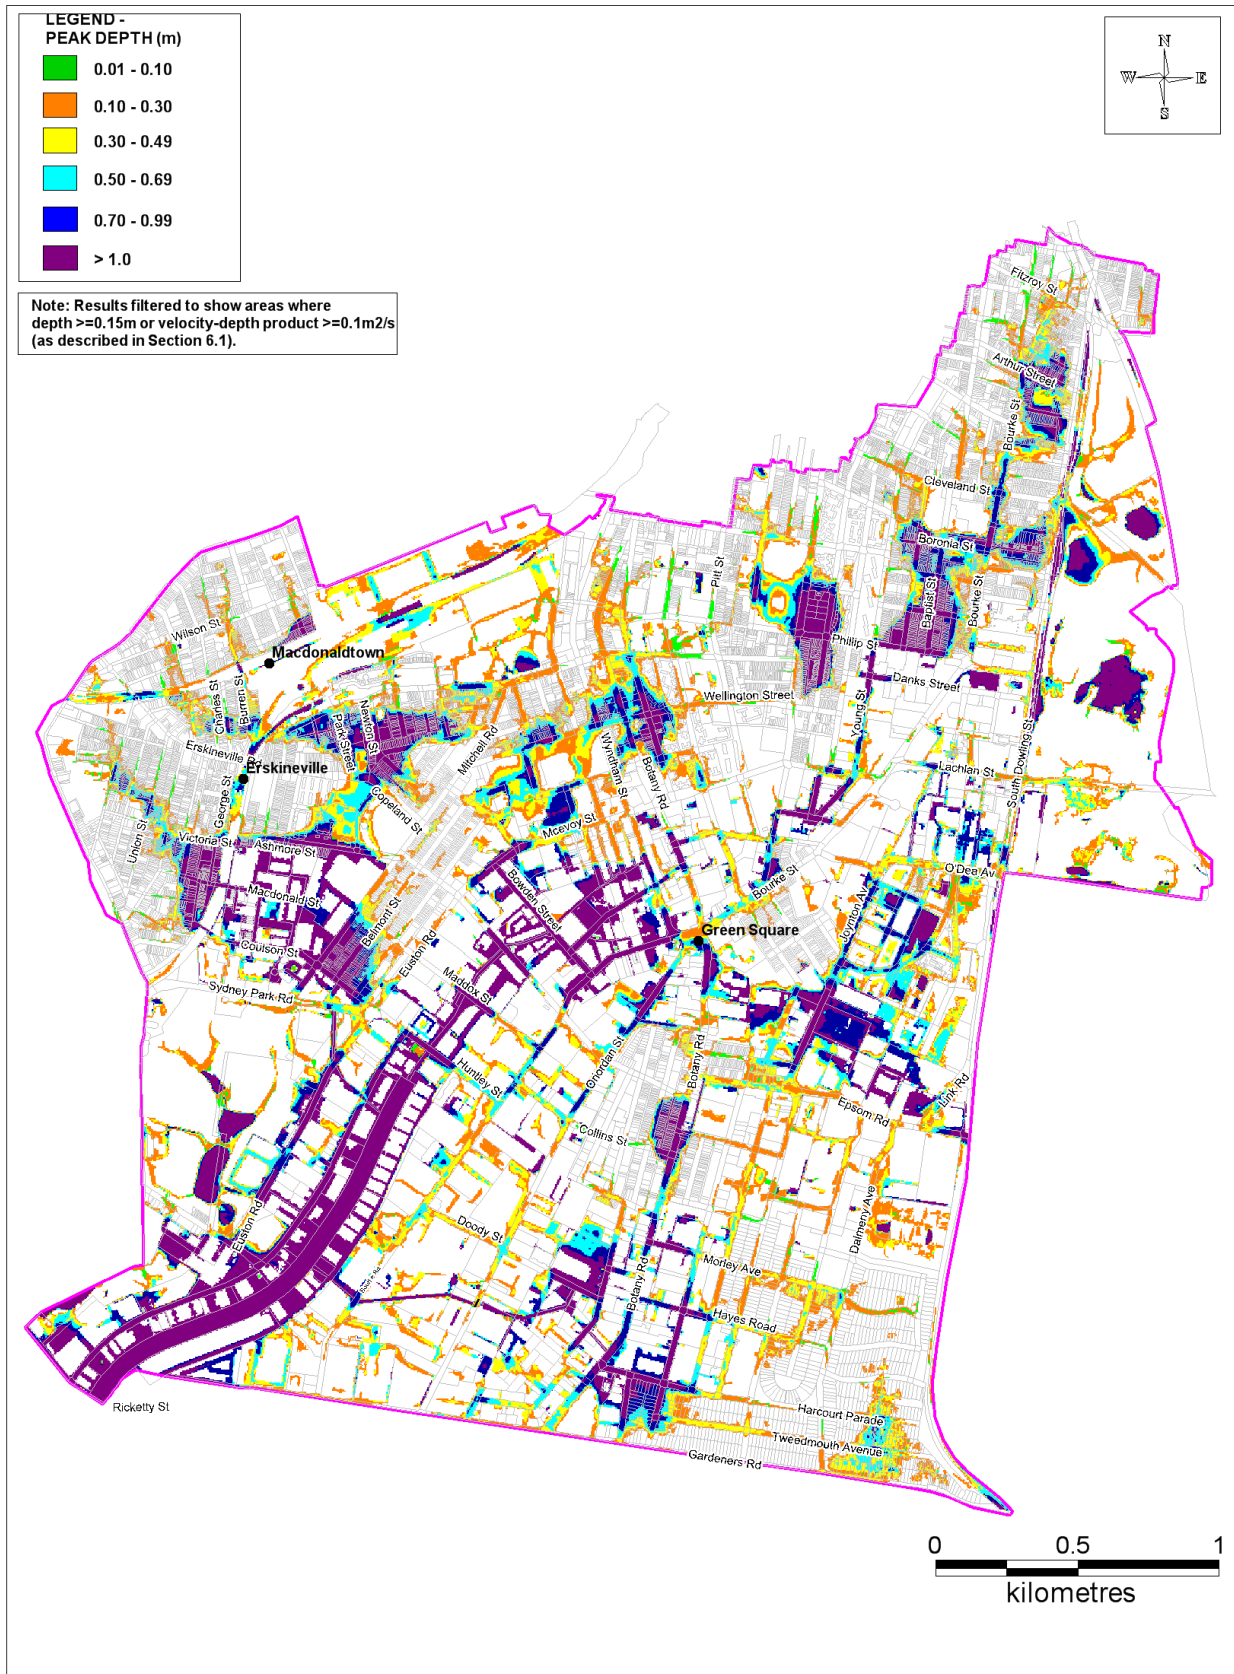 LEGEND -
PEAK DEPTH (m)
0.01 - 0.10
0.10 - 0.30
0.30 - 0.49
0.50 - 0.69
0.70 - 0.99
> 1.0
Note: Results filtered to show areas where
depth >=0.15m or velocity-depth product >=0.1m2/s
(as described in Section 6.1).
N
W E
S
Fitzroy St
Arthur Street
Bourke St
Cleveland St
Boronia St
Pitt St
Baptist St
Bourke St
Wilson St
Phillip St
Macdonaldtown
Danks Street
Wellington Street
Charles St
Burren St
Newton St
Park Street
Young St
South Dowling St
Mitchell Rd
Wyndham St
Botany Rd
Erskineville Rd
Erskineville
Lachlan St
Copeland St
George St
Union St
Mcevoy St
Victoria St
Ashmore St
O'Dea Av
Bourke St
Bowden Street
Macdonald St
Joynton Av
Belmont St
Green Square
Euston Rd
Coulson St
Maddox St
Sydney Park Rd
Oriordan St
Botany Rd
Huntley St
Link Rd
Epsom Rd
Collins St
Dalmeny Ave
Euston Rd
Doody St
Botany Rd
Morley Ave
Hayes Road
Ricketty St
Harcourt Parade
Tweedmouth Avenue
Gardeners Rd
0 0.5 1
kilometres